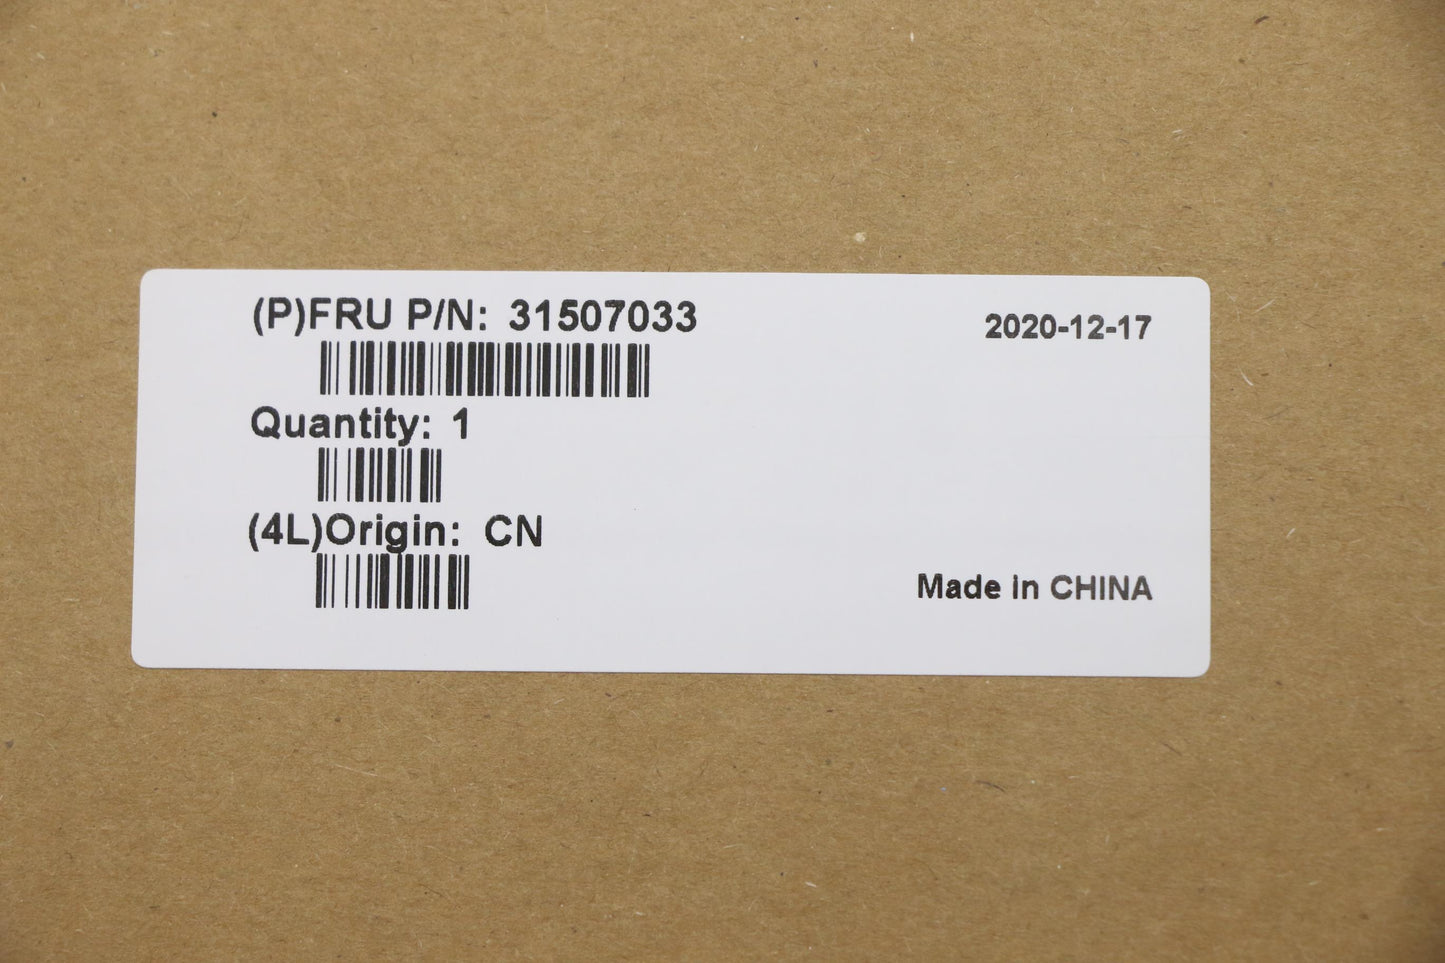 (P)FRU P/N: 31507033
2020-12-17
Quantity: 1
(4L)Origin: CN
Made in CHINA